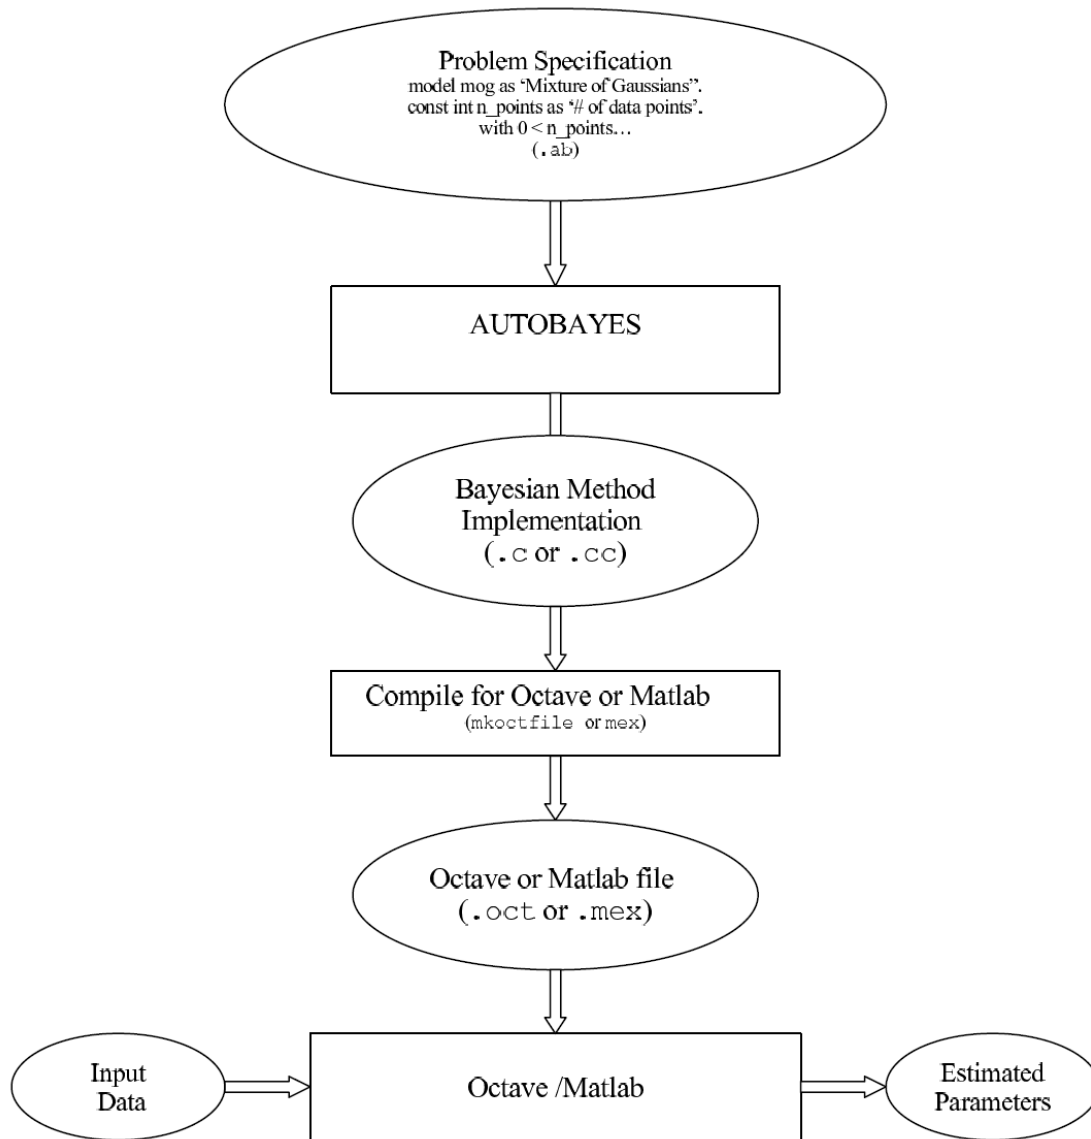 Problem Specification
model mog as ‘Mixture of Gaussians”.
const int n_points as ‘# of data points’.
with 0 < n_points…
(.ab)
AUTOBAYES
Bayesian Method
Implementation
(.c or .cc)
Compile for Octave or Matlab
(mkoctfile or mex)
Octave or Matlab file
(.oct or .mex)
Input
Data
Octave /Matlab
Estimated
Parameters